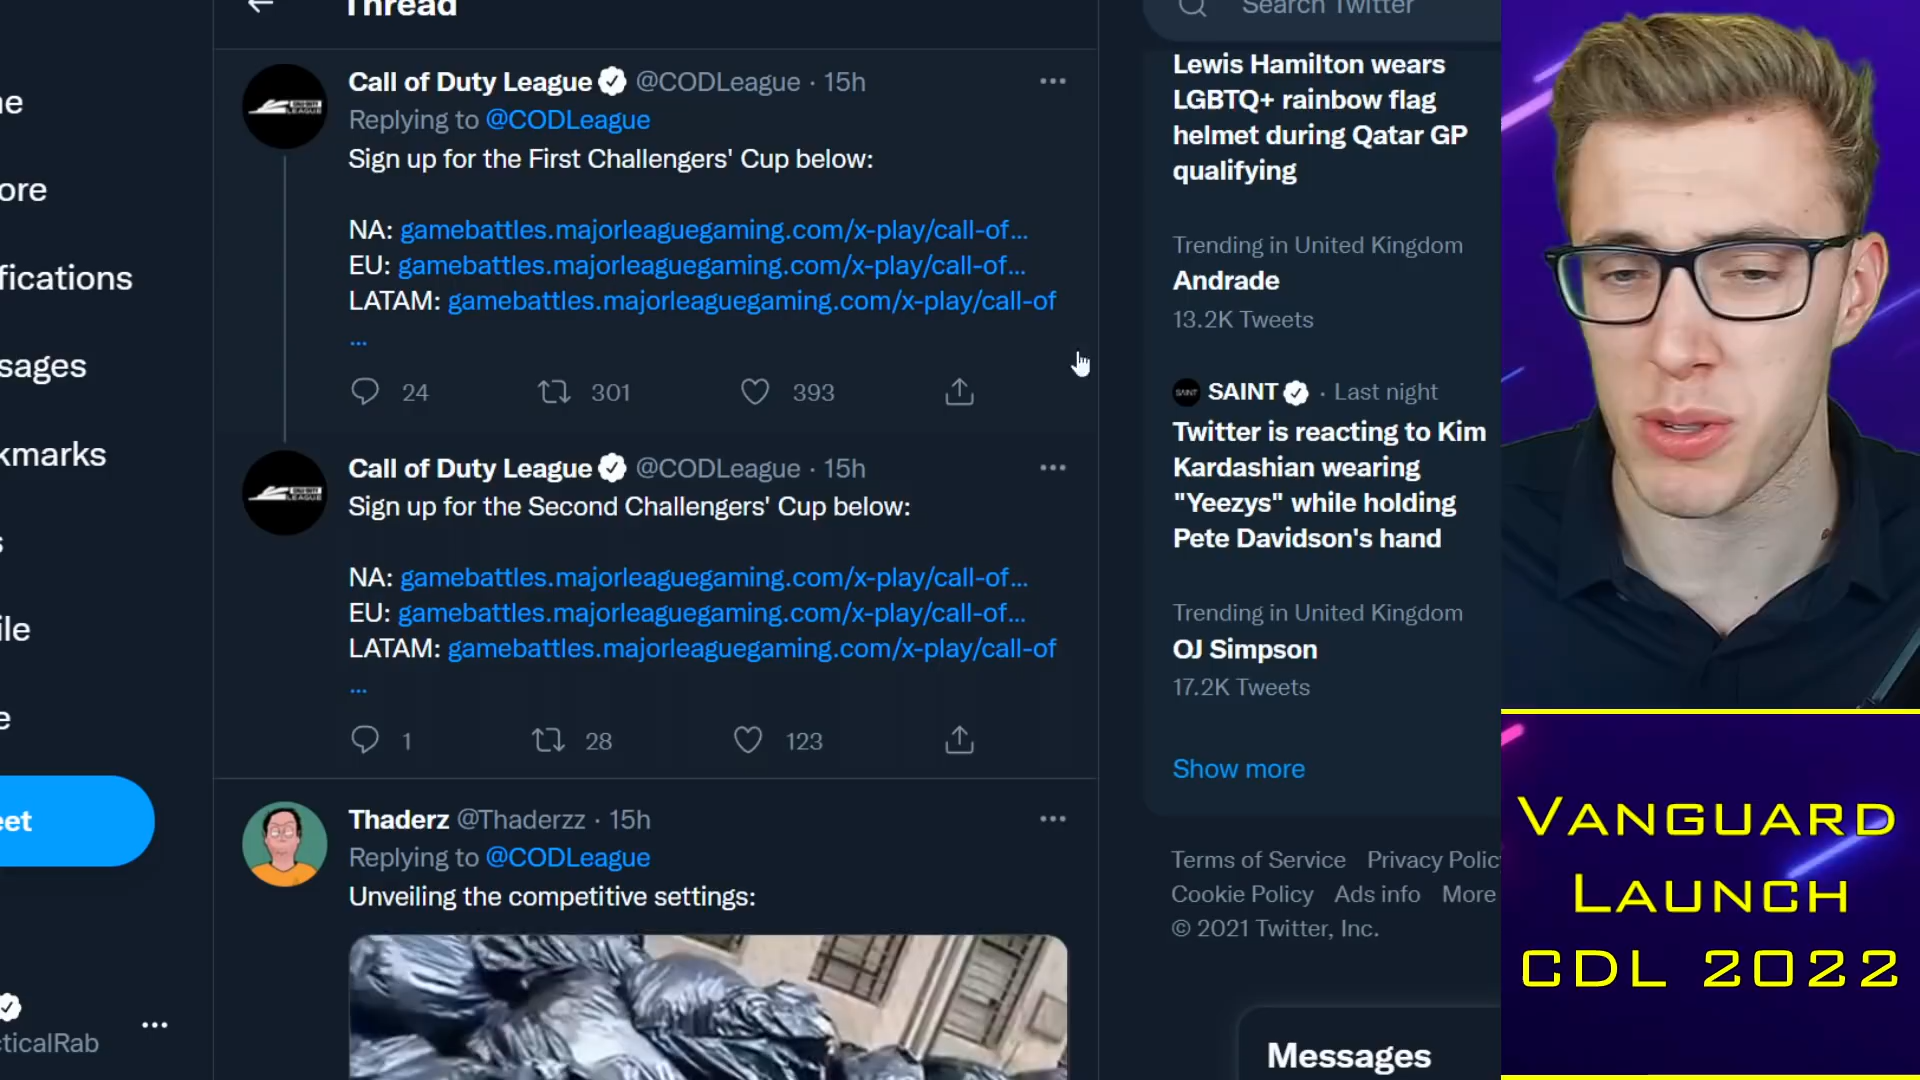 Thread
Search Twitter
Call of Duty League @CODLeague · 15h
Replying to @CODLeague
Sign up for the First Challengers' Cup below:
NA: gamebattles.majorleaguegaming.com/x-play/call-of...
EU: gamebattles.majorleaguegaming.com/x-play/call-of...
LATAM: gamebattles.majorleaguegaming.com/x-play/call-of
...
24 301 393
Call of Duty League @CODLeague · 15h
Sign up for the Second Challengers' Cup below:
NA: gamebattles.majorleaguegaming.com/x-play/call-of...
EU: gamebattles.majorleaguegaming.com/x-play/call-of...
LATAM: gamebattles.majorleaguegaming.com/x-play/call-of
...
1 28 123
Thaderz @Thaderzz · 15h
Replying to @CODLeague
Unveiling the competitive settings:
ne
ore
fications
sages
kmarks
s
ile
e
eet
cticalRab
Lewis Hamilton wears
LGBTQ+ rainbow flag
helmet during Qatar GP
qualifying
Trending in United Kingdom
Andrade
13.2K Tweets
SAINT · Last night
Twitter is reacting to Kim
Kardashian wearing
"Yeezys" while holding
Pete Davidson's hand
Trending in United Kingdom
OJ Simpson
17.2K Tweets
Show more
Terms of Service Privacy Polic
Cookie Policy Ads info More
© 2021 Twitter, Inc.
Messages
VANGUARD
LAUNCH
CDL 2022